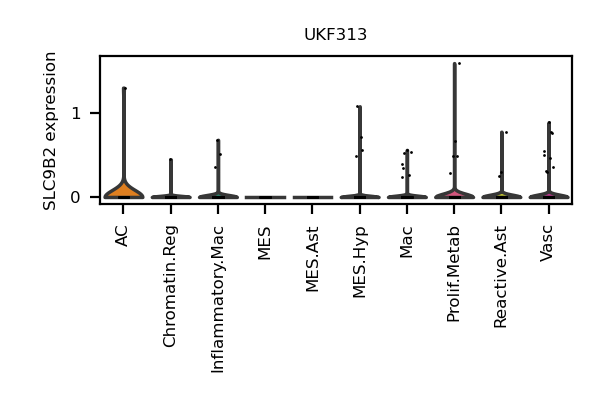 UKF313
SLC9B2 expression
1
0
AC
Chromatin.Reg
Inflammatory.Mac
MES
MES.Ast
MES.Hyp
Mac
Prolif.Metab
Reactive.Ast
Vasc